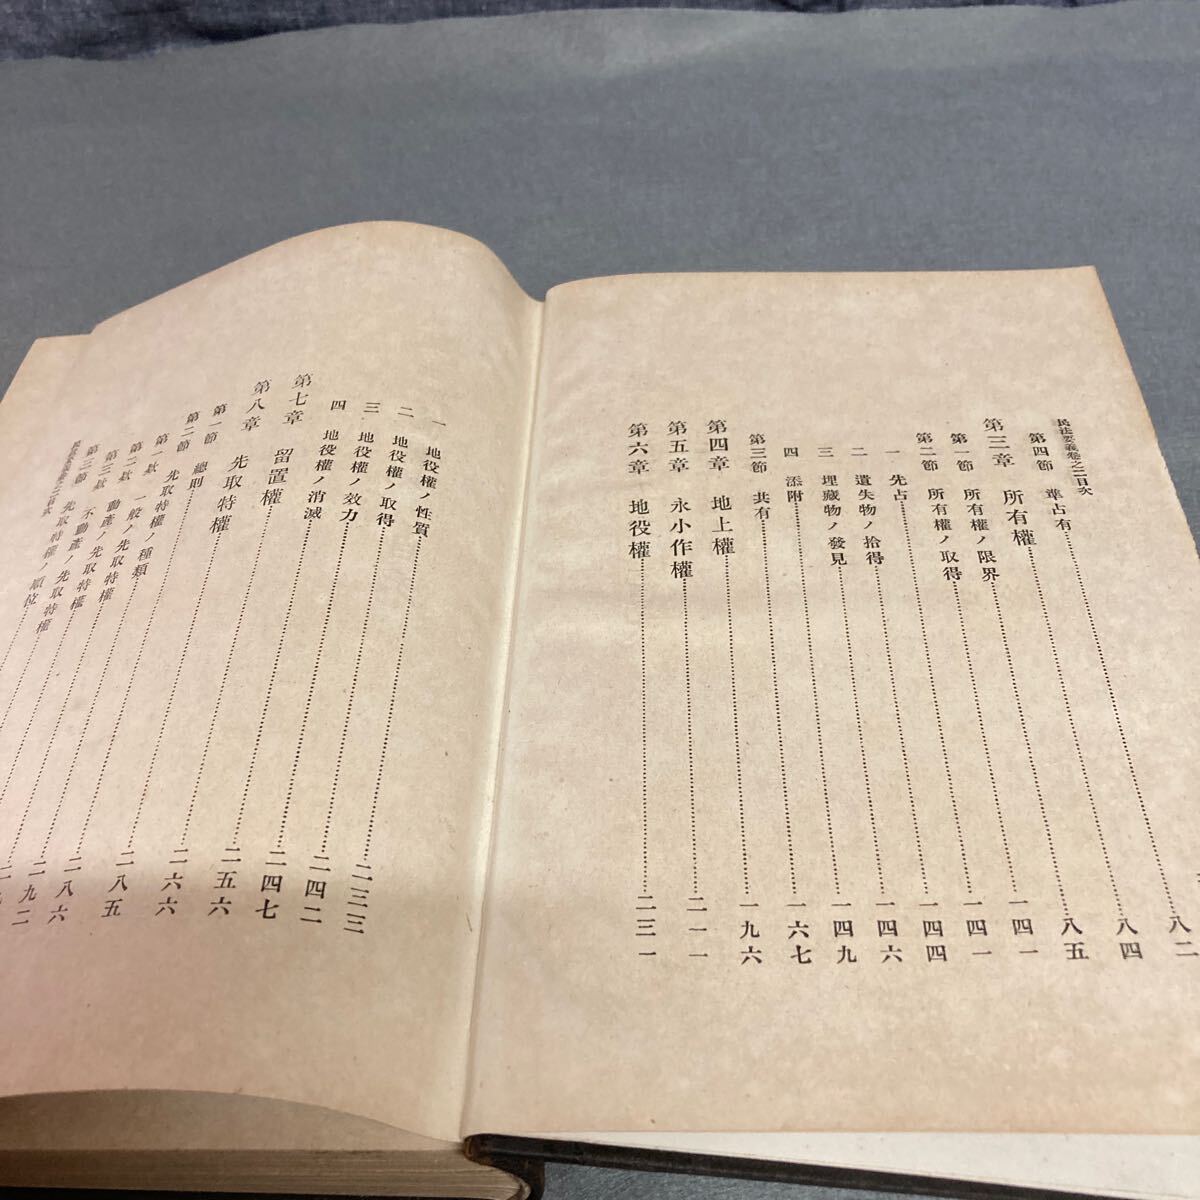 民法要義卷之二目次
第四節 準占有……八二
第三章 所有權……八四
第一節 所有權ノ限界……八五
第二節 所有權ノ取得……一四一
一 先占……一四一
二 遺失物ノ拾得……一四四
三 埋藏物ノ發見……一四六
四 添附……一四九
第三節 共有……一六七
第四章 地上權……一九六
第五章 永小作權……二一一
第六章 地役權……二三一
一 地役權ノ性質……二三三
二 地役權ノ取得……二四二
三 地役權ノ效力……二四七
四 地役權ノ消滅……二五六
第七章 留置權……二六六
第八章 先取特權……二八五
第一節 總則……二八六
第二節 先取特權ノ種類……二九二
第一款 一般ノ先取特權……
第二款 動產ノ先取特權……
第三款 不動產ノ先取特權……
第三節 先取特權ノ順位……
民法要義卷之二目次